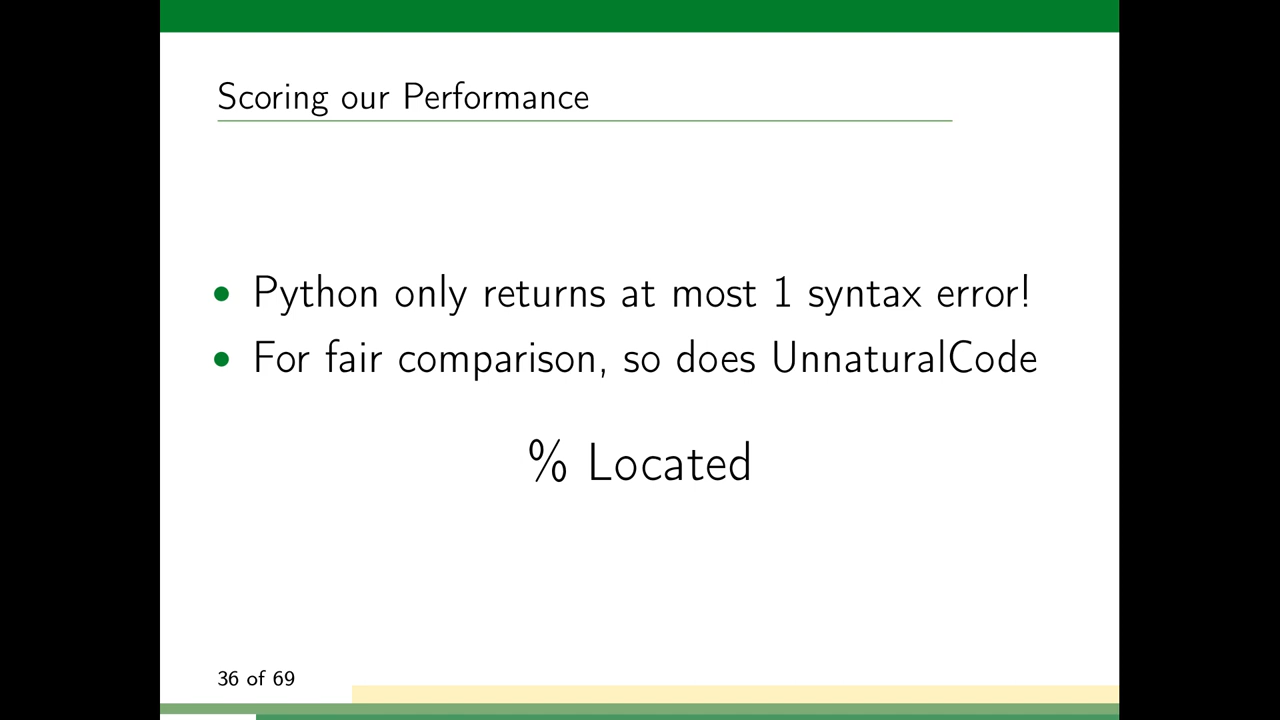 Scoring our Performance
• Python only returns at most 1 syntax error!
• For fair comparison, so does UnnaturalCode
% Located
36 of 69